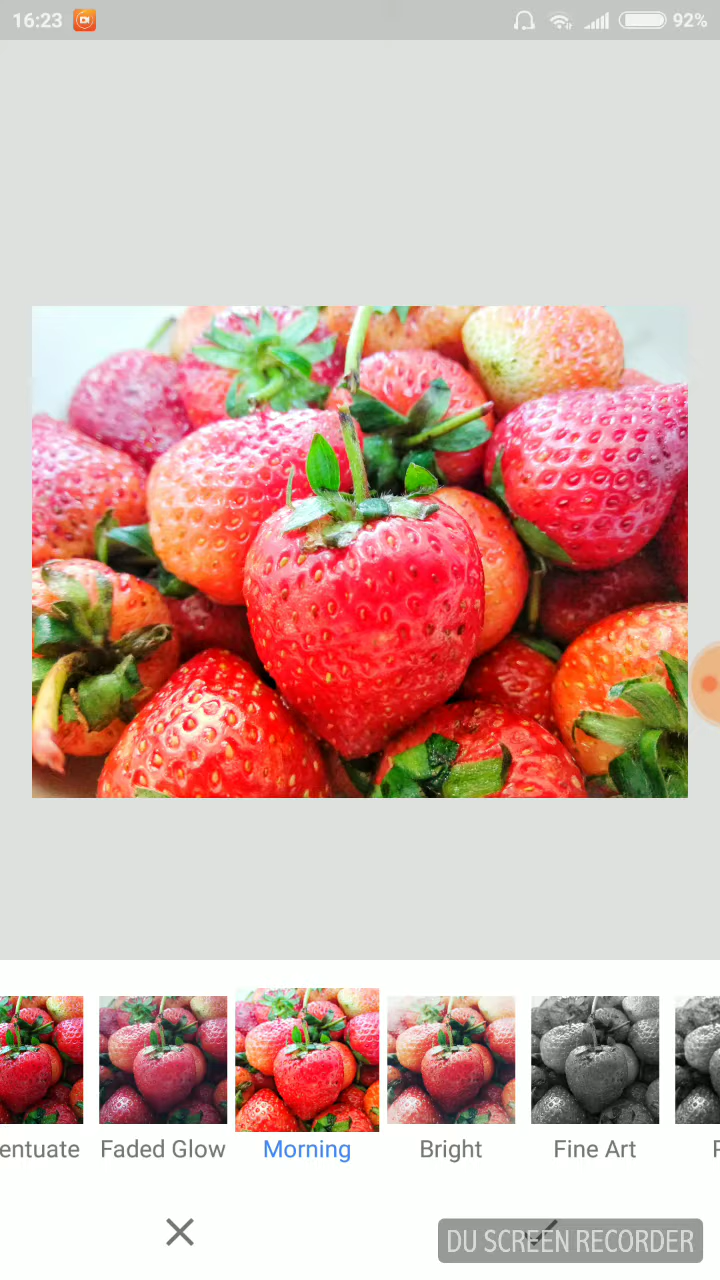 16:23 92%
entuate Faded Glow Morning Bright Fine Art
DU SCREEN RECORDER